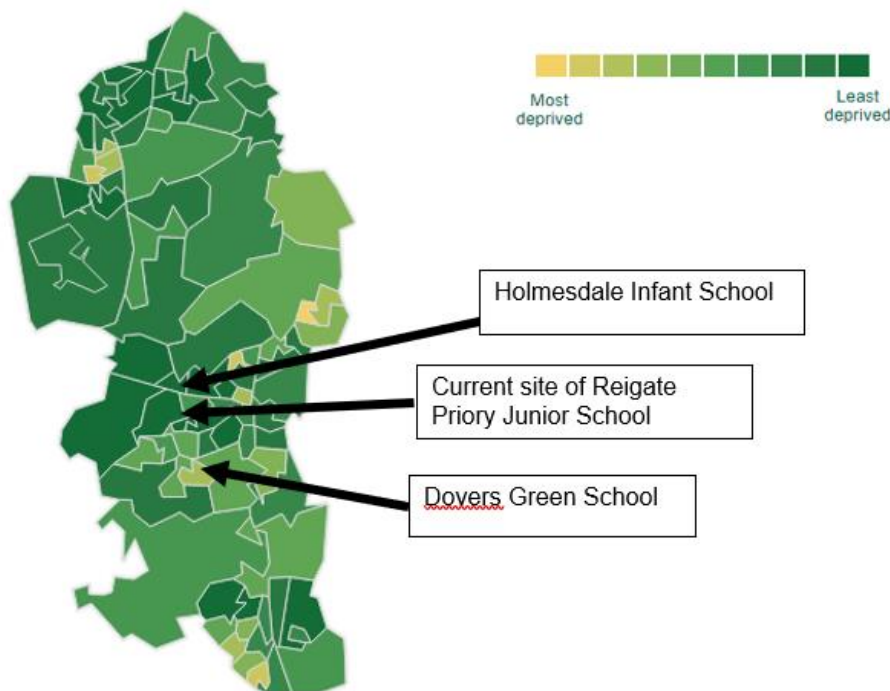 Most
deprived
Least
deprived
Holmesdale Infant School
Current site of Reigate
Priory Junior School
Dovers Green School